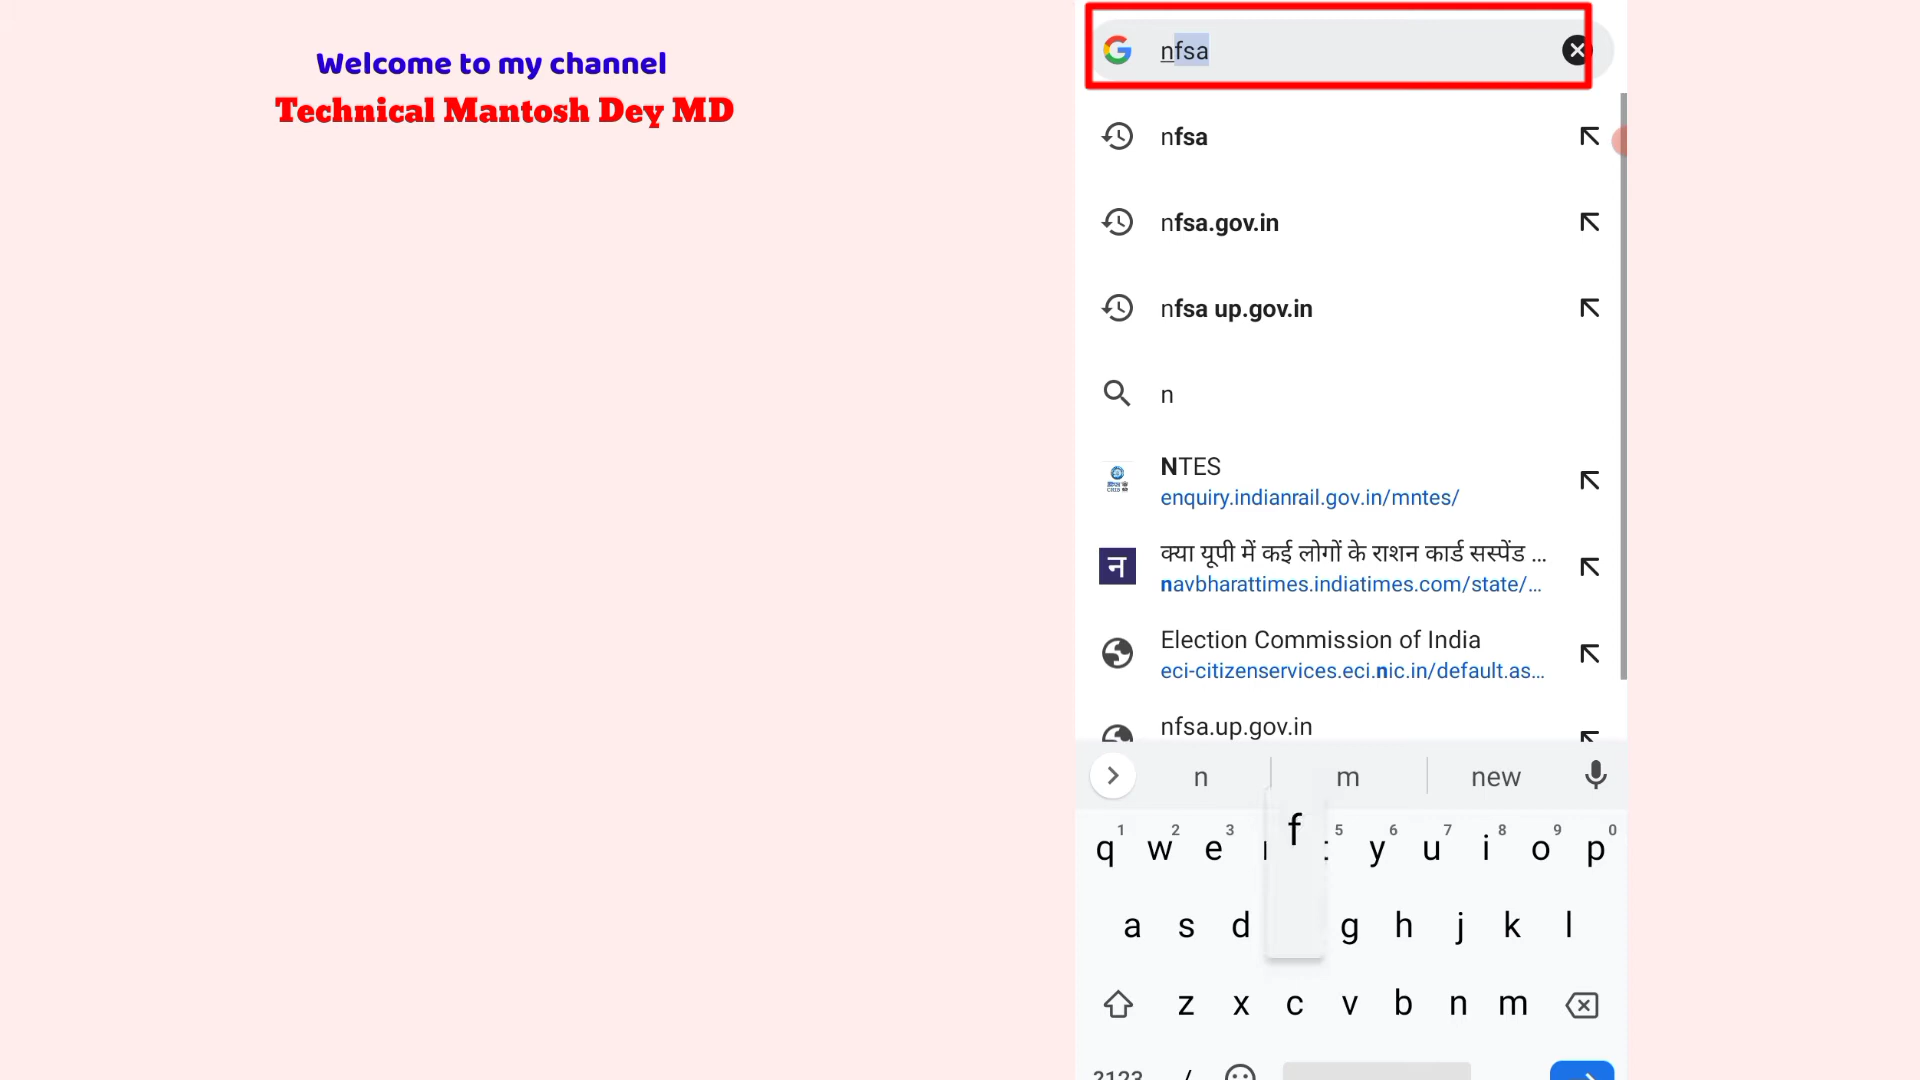 Welcome to my channel
Technical Mantosh Dey MD
nfsa
nfsa
nfsa.gov.in
nfsa up.gov.in
n
NTES
enquiry.indianrail.gov.in/mntes/
न
क्या यूपी में कई लोगों के राशन कार्ड सस्पेंड ...
navbharattimes.indiatimes.com/state/...
Election Commission of India
eci-citizenservices.eci.nic.in/default.as...
nfsa.up.gov.in
n m new
1 2 3 5 6 7 8 9 0
q w e f y u i o p
a s d g h j k l
z x c v b n m
?123 /